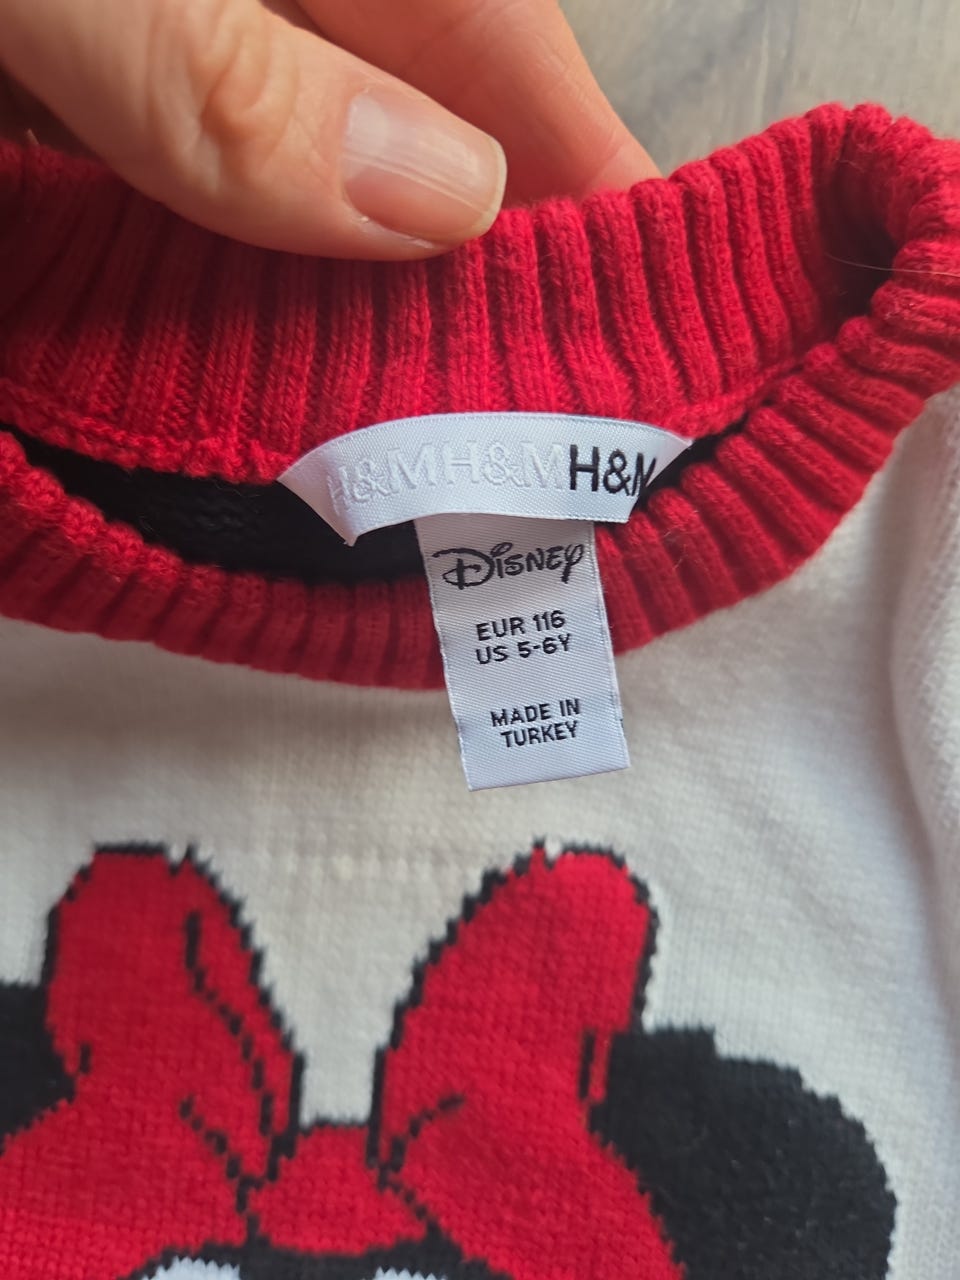 H&MH&MH&M
Disney
EUR 116
US 5-6Y
MADE IN
TURKEY